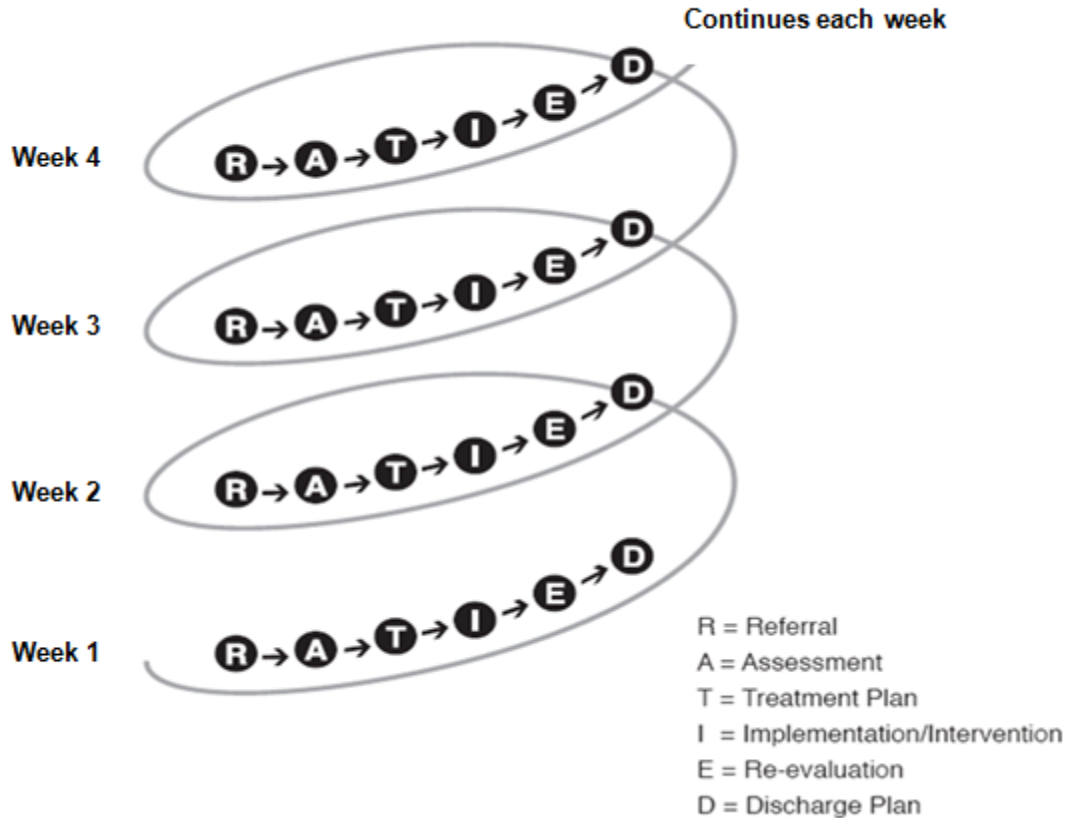 Continues each week
Week 4
R → A → T → I → E → D
Week 3
R → A → T → I → E → D
Week 2
R → A → T → I → E → D
Week 1
R → A → T → I → E → D
R = Referral
A = Assessment
T = Treatment Plan
I = Implementation/Intervention
E = Re-evaluation
D = Discharge Plan